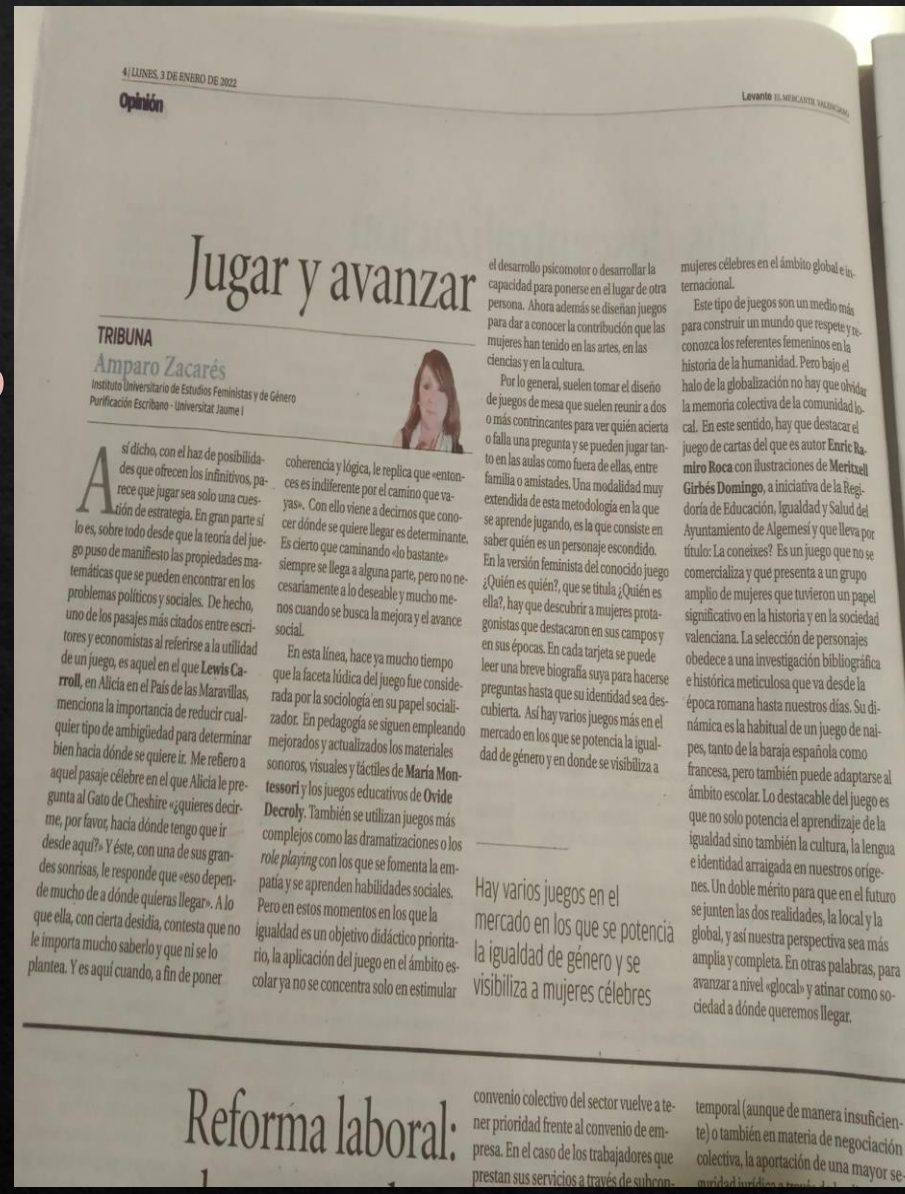 4| LUNES, 3 DE ENERO DE 2022
Opinión
Levante EL MERCANTIL VALENCIANO
Jugar y avanzar
TRIBUNA
Amparo Zacarés
Instituto Universitario de Estudios Feministas y de Género
Purificación Escribano - Universitat Jaume I
Así dicho, con el haz de posibilida-
des que ofrecen los infinitivos, pa-
rece que jugar sea solo una cues-
tión de estrategia. En gran parte sí
lo es, sobre todo desde que la teoría del jue-
go puso de manifiesto las propiedades ma-
temáticas que se pueden encontrar en los
problemas políticos y sociales. De hecho,
uno de los pasajes más citados entre escri-
tores y economistas al referirse a la utilidad
de un juego, es aquel en el que Lewis Ca-
rroll, en Alicia en el País de las Maravillas,
menciona la importancia de reducir cual-
quier tipo de ambigüedad para determinar
bien hacia dónde se quiere ir. Me refiero a
aquel pasaje célebre en el que Alicia le pre-
gunta al Gato de Cheshire «¿quieres decir-
me, por favor, hacia dónde tengo que ir
desde aquí?» Y éste, con una de sus gran-
des sonrisas, le responde que «eso depen-
de mucho de a dónde quieras llegar». A lo
que ella, con cierta desidia, contesta que no
le importa mucho saberlo y que ni se lo
plantea. Y es aquí cuando, a fin de poner
coherencia y lógica, le replica que «enton-
ces es indiferente por el camino que va-
yas». Con ello viene a decirnos que cono-
cer dónde se quiere llegar es determinante.
Es cierto que caminando «lo bastante»
siempre se llega a alguna parte, pero no ne-
cesariamente a lo deseable y mucho me-
nos cuando se busca la mejora y el avance
social.
En esta línea, hace ya mucho tiempo
que la faceta lúdica del juego fue conside-
rada por la sociología en su papel sociali-
zador. En pedagogía se siguen empleando
mejorados y actualizados los materiales
sonoros, visuales y táctiles de María Mon-
tessori y los juegos educativos de Ovide
Decroly. También se utilizan juegos más
complejos como las dramatizaciones o los
role playing con los que se fomenta la em-
patía y se aprenden habilidades sociales.
Pero en estos momentos en los que la
igualdad es un objetivo didáctico priorita-
rio, la aplicación del juego en el ámbito es-
colar ya no se concentra solo en estimular
el desarrollo psicomotor o desarrollar la
capacidad para ponerse en el lugar de otra
persona. Ahora además se diseñan juegos
para dar a conocer la contribución que las
mujeres han tenido en las artes, en las
ciencias y en la cultura.
Por lo general, suelen tomar el diseño
de juegos de mesa que suelen reunir a dos
o más contrincantes para ver quién acierta
o falla una pregunta y se pueden jugar tan-
to en las aulas como fuera de ellas, entre
familia o amistades. Una modalidad muy
extendida de esta metodología en la que
se aprende jugando, es la que consiste en
saber quién es un personaje escondido.
En la versión feminista del conocido juego
¿Quién es quién?, que se titula ¿Quién es
ella?, hay que descubrir a mujeres prota-
gonistas que destacaron en sus campos y
en sus épocas. En cada tarjeta se puede
leer una breve biografía suya para hacerse
preguntas hasta que su identidad sea des-
cubierta. Así hay varios juegos más en el
mercado en los que se potencia la igual-
dad de género y en donde se visibiliza a
Hay varios juegos en el
mercado en los que se potencia
la igualdad de género y se
visibiliza a mujeres célebres
mujeres célebres en el ámbito global e in-
ternacional.
Este tipo de juegos son un medio más
para construir un mundo que respete y re-
conozca los referentes femeninos en la
historia de la humanidad. Pero bajo el
halo de la globalización no hay que olvidar
la memoria colectiva de la comunidad lo-
cal. En este sentido, hay que destacar el
juego de cartas del que es autor Enric Ra-
miro Roca con ilustraciones de Meritxell
Girbés Domingo, a iniciativa de la Regi-
doría de Educación, Igualdad y Salud del
Ayuntamiento de Algemesí y que lleva por
título: La coneixes? Es un juego que no se
comercializa y que presenta a un grupo
amplio de mujeres que tuvieron un papel
significativo en la historia y en la sociedad
valenciana. La selección de personajes
obedece a una investigación bibliográfica
e histórica meticulosa que va desde la
época romana hasta nuestros días. Su di-
námica es la habitual de un juego de nai-
pes, tanto de la baraja española como
francesa, pero también puede adaptarse al
ámbito escolar. Lo destacable del juego es
que no solo potencia el aprendizaje de la
igualdad sino también la cultura, la lengua
e identidad arraigada en nuestros oríge-
nes. Un doble mérito para que en el futuro
se junten las dos realidades, la local y la
global, y así nuestra perspectiva sea más
amplia y completa. En otras palabras, para
avanzar a nivel «glocal» y atinar como so-
ciedad a dónde queremos llegar.
Reforma laboral:
convenio colectivo del sector vuelve a te-
ner prioridad frente al convenio de em-
presa. En el caso de los trabajadores que
prestan sus servicios a través de subcon-
temporal (aunque de manera insuficien-
te) o también en materia de negociación
colectiva, la aportación de una mayor se-